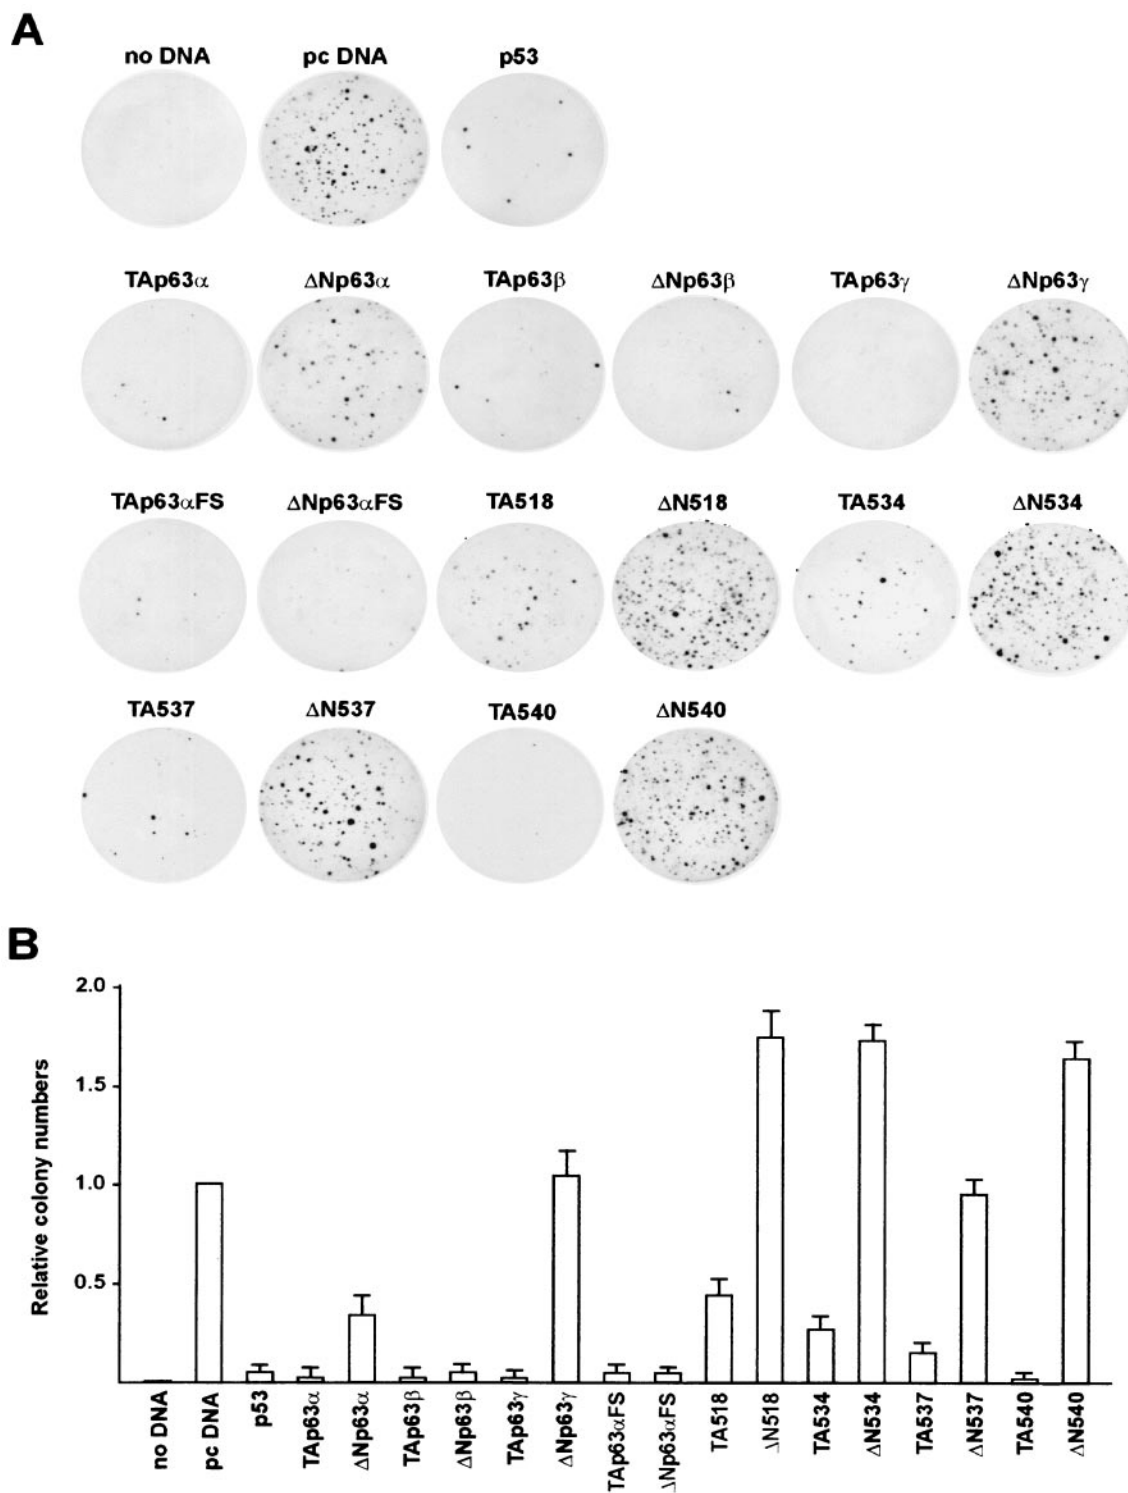 A
no DNA pc DNA p53
TAp63α ΔNp63α TAp63β ΔNp63β TAp63γ ΔNp63γ
TAp63αFS ΔNp63αFS TA518 ΔN518 TA534 ΔN534
TA537 ΔN537 TA540 ΔN540
B
Relative colony numbers
2.0
1.5
1.0
0.5
no DNA
pc DNA
p53
TAp63α
ΔNp63α
TAp63β
ΔNp63β
TAp63γ
ΔNp63γ
TAp63αFS
ΔNp63αFS
TA518
ΔN518
TA534
ΔN534
TA537
ΔN537
TA540
ΔN540